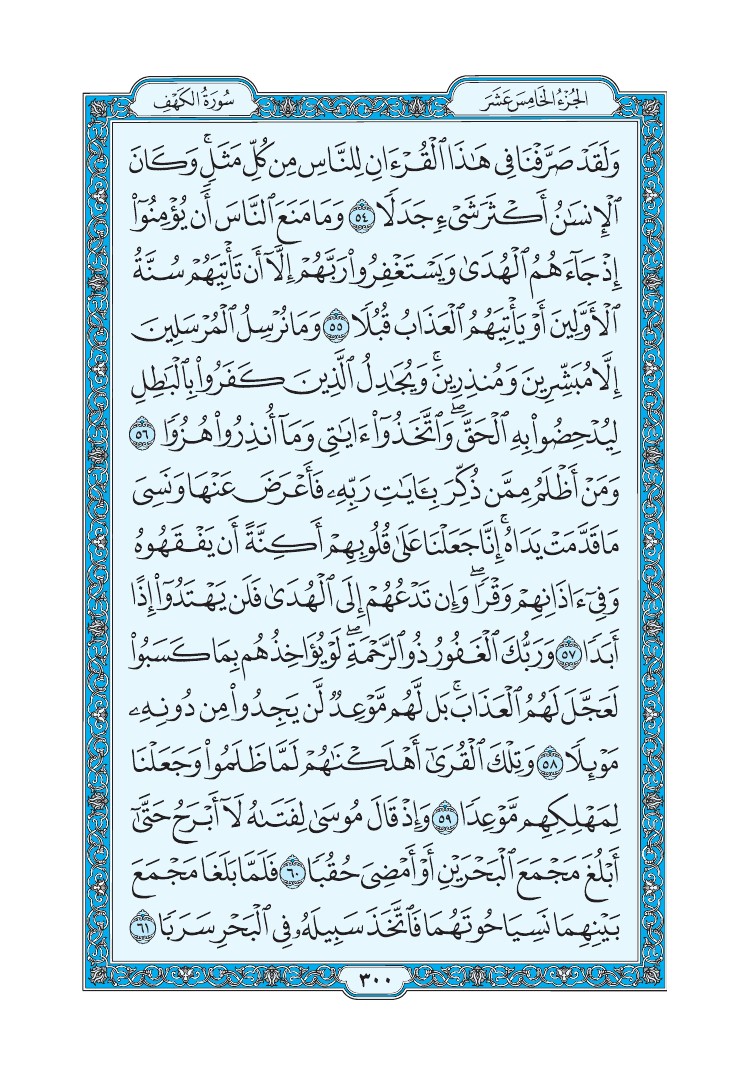 الجُزْءُ الخَامِسَ عَشَرَ
سُورَةُ الكَهْفِ
وَلَقَدْ صَرَّفْنَا فِي هَٰذَا ٱلْقُرْءَانِ لِلنَّاسِ مِن كُلِّ مَثَلٍۚ وَكَانَ
ٱلْإِنسَٰنُ أَكْثَرَ شَىْءٍ جَدَلًا ٥٤ وَمَا مَنَعَ ٱلنَّاسَ أَن يُؤْمِنُوٓا۟
إِذْ جَآءَهُمُ ٱلْهُدَىٰ وَيَسْتَغْفِرُوا۟ رَبَّهُمْ إِلَّآ أَن تَأْتِيَهُمْ سُنَّةُ
ٱلْأَوَّلِينَ أَوْ يَأْتِيَهُمُ ٱلْعَذَابُ قُبُلًا ٥٥ وَمَا نُرْسِلُ ٱلْمُرْسَلِينَ
إِلَّا مُبَشِّرِينَ وَمُنذِرِينَۚ وَيُجَٰدِلُ ٱلَّذِينَ كَفَرُوا۟ بِٱلْبَٰطِلِ
لِيُدْحِضُوا۟ بِهِ ٱلْحَقَّۖ وَٱتَّخَذُوٓا۟ ءَايَٰتِى وَمَآ أُنذِرُوا۟ هُزُوًا ٥٦
وَمَنْ أَظْلَمُ مِمَّن ذُكِّرَ بِـَٔايَٰتِ رَبِّهِۦ فَأَعْرَضَ عَنْهَا وَنَسِىَ
مَا قَدَّمَتْ يَدَاهُۚ إِنَّا جَعَلْنَا عَلَىٰ قُلُوبِهِمْ أَكِنَّةً أَن يَفْقَهُوهُ
وَفِىٓ ءَاذَانِهِمْ وَقْرًاۖ وَإِن تَدْعُهُمْ إِلَى ٱلْهُدَىٰ فَلَن يَهْتَدُوٓا۟ إِذًا
أَبَدًا ٥٧ وَرَبُّكَ ٱلْغَفُورُ ذُو ٱلرَّحْمَةِۖ لَوْ يُؤَاخِذُهُم بِمَا كَسَبُوا۟
لَعَجَّلَ لَهُمُ ٱلْعَذَابَۚ بَل لَّهُم مَّوْعِدٌ لَّن يَجِدُوا۟ مِن دُونِهِۦ
مَوْئِلًا ٥٨ وَتِلْكَ ٱلْقُرَىٰٓ أَهْلَكْنَٰهُمْ لَمَّا ظَلَمُوا۟ وَجَعَلْنَا
لِمَهْلِكِهِم مَّوْعِدًا ٥٩ وَإِذْ قَالَ مُوسَىٰ لِفَتَىٰهُ لَآ أَبْرَحُ حَتَّىٰٓ
أَبْلُغَ مَجْمَعَ ٱلْبَحْرَيْنِ أَوْ أَمْضِىَ حُقُبًا ٦٠ فَلَمَّا بَلَغَا مَجْمَعَ
بَيْنِهِمَا نَسِيَا حُوتَهُمَا فَٱتَّخَذَ سَبِيلَهُۥ فِى ٱلْبَحْرِ سَرَبًا ٦١
٣٠٠